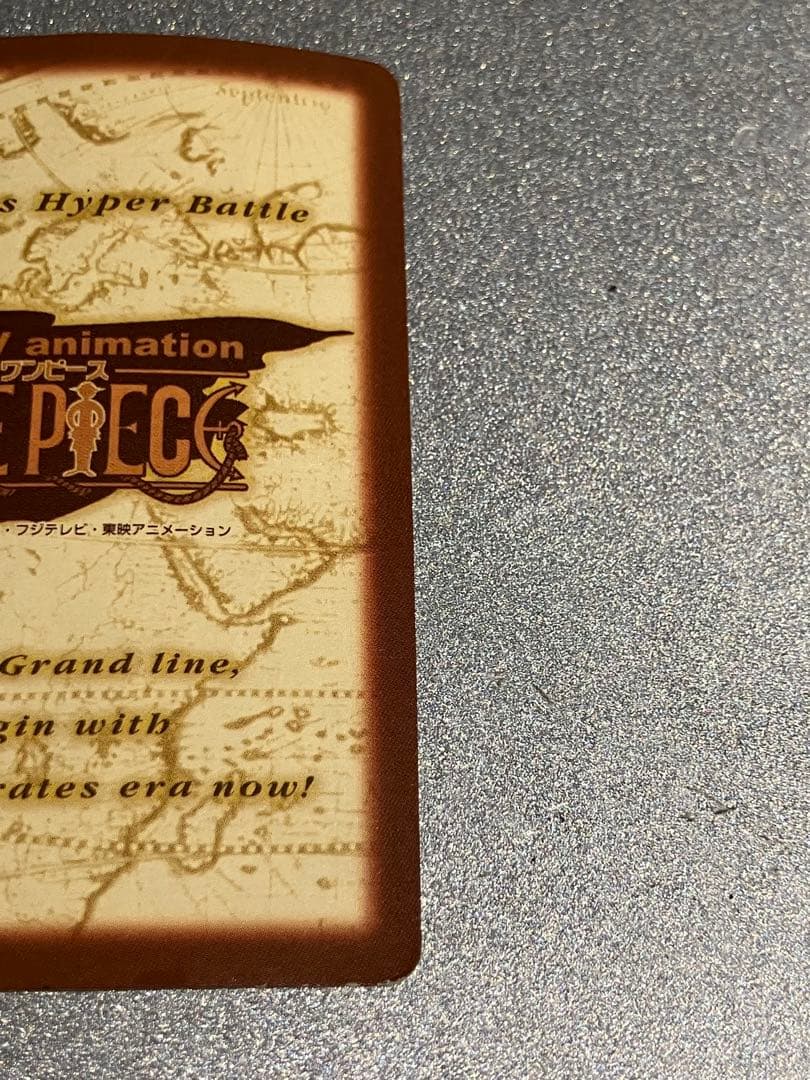 s Hyper Battle
animation
ワンピース
PIECE
・フジテレビ・東映アニメーション
Grand line,
gin with
rates era now!